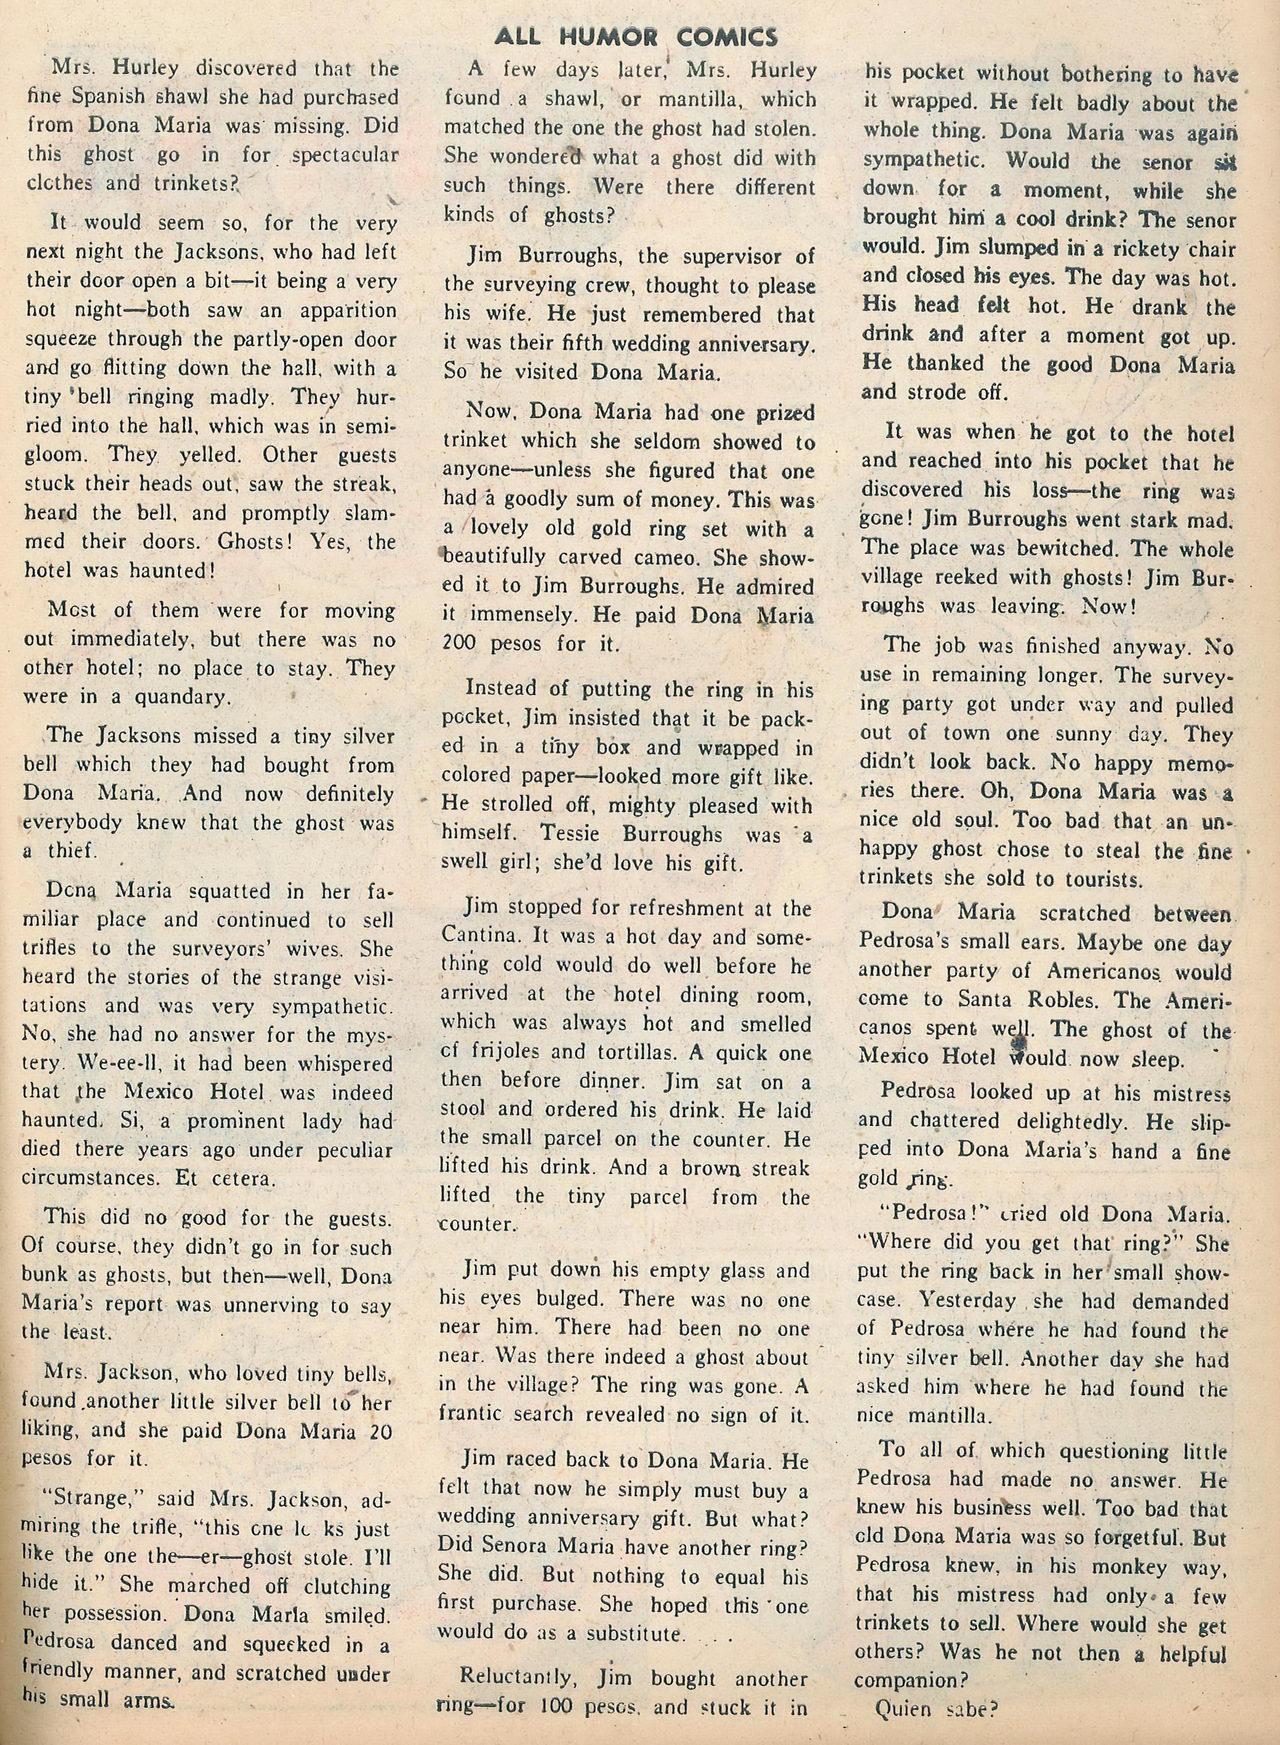 ALL HUMOR COMICS
Mrs. Hurley discovered that the
fine Spanish shawl she had purchased
from Dona Maria was missing. Did
this ghost go in for spectacular
clothes and trinkets?
It would seem so, for the very
next night the Jacksons, who had left
their door open a bit—it being a very
hot night—both saw an apparition
squeeze through the partly-open door
and go flitting down the hall, with a
tiny bell ringing madly. They hur-
ried into the hall, which was in semi-
gloom. They yelled. Other guests
stuck their heads out, saw the streak,
heard the bell, and promptly slam-
med their doors. Ghosts! Yes, the
hotel was haunted!
Most of them were for moving
out immediately, but there was no
other hotel; no place to stay. They
were in a quandary.
The Jacksons missed a tiny silver
bell which they had bought from
Dona Maria. And now definitely
everybody knew that the ghost was
a thief.
Dona Maria squatted in her fa-
miliar place and continued to sell
trifles to the surveyors' wives. She
heard the stories of the strange visi-
tations and was very sympathetic.
No, she had no answer for the mys-
tery. We-ee-ll, it had been whispered
that the Mexico Hotel was indeed
haunted. Si, a prominent lady had
died there years ago under peculiar
circumstances. Et cetera.
This did no good for the guests.
Of course, they didn't go in for such
bunk as ghosts, but then—well, Dona
Maria's report was unnerving to say
the least.
Mrs. Jackson, who loved tiny bells,
found another little silver bell to her
liking, and she paid Dona Maria 20
pesos for it.
"Strange," said Mrs. Jackson, ad-
miring the trifle, "this one looks just
like the one the—er—ghost stole. I'll
hide it." She marched off clutching
her possession. Dona Maria smiled.
Pedrosa danced and squeeked in a
friendly manner, and scratched under
his small arms.
A few days later, Mrs. Hurley
found a shawl, or mantilla, which
matched the one the ghost had stolen.
She wondered what a ghost did with
such things. Were there different
kinds of ghosts?
Jim Burroughs, the supervisor of
the surveying crew, thought to please
his wife. He just remembered that
it was their fifth wedding anniversary.
So he visited Dona Maria.
Now, Dona Maria had one prized
trinket which she seldom showed to
anyone—unless she figured that one
had a goodly sum of money. This was
a lovely old gold ring set with a
beautifully carved cameo. She show-
ed it to Jim Burroughs. He admired
it immensely. He paid Dona Maria
200 pesos for it.
Instead of putting the ring in his
pocket, Jim insisted that it be pack-
ed in a tiny box and wrapped in
colored paper—looked more gift like.
He strolled off, mighty pleased with
himself. Tessie Burroughs was a
swell girl; she'd love his gift.
Jim stopped for refreshment at the
Cantina. It was a hot day and some-
thing cold would do well before he
arrived at the hotel dining room,
which was always hot and smelled
of frijoles and tortillas. A quick one
then before dinner. Jim sat on a
stool and ordered his drink. He laid
the small parcel on the counter. He
lifted his drink. And a brown streak
lifted the tiny parcel from the
counter.
Jim put down his empty glass and
his eyes bulged. There was no one
near him. There had been no one
near. Was there indeed a ghost about
in the village? The ring was gone. A
frantic search revealed no sign of it.
Jim raced back to Dona Maria. He
felt that now he simply must buy a
wedding anniversary gift. But what?
Did Senora Maria have another ring?
She did. But nothing to equal his
first purchase. She hoped this one
would do as a substitute. . . .
Reluctantly, Jim bought another
ring—for 100 pesos, and stuck it in
his pocket without bothering to have
it wrapped. He felt badly about the
whole thing. Dona Maria was again
sympathetic. Would the senor sit
down for a moment, while she
brought him a cool drink? The senor
would. Jim slumped in a rickety chair
and closed his eyes. The day was hot.
His head felt hot. He drank the
drink and after a moment got up.
He thanked the good Dona Maria
and strode off.
It was when he got to the hotel
and reached into his pocket that he
discovered his loss—the ring was
gone! Jim Burroughs went stark mad.
The place was bewitched. The whole
village reeked with ghosts! Jim Bur-
roughs was leaving. Now!
The job was finished anyway. No
use in remaining longer. The survey-
ing party got under way and pulled
out of town one sunny day. They
didn't look back. No happy memo-
ries there. Oh, Dona Maria was a
nice old soul. Too bad that an un-
happy ghost chose to steal the fine
trinkets she sold to tourists.
Dona Maria scratched between
Pedrosa's small ears. Maybe one day
another party of Americanos would
come to Santa Robles. The Ameri-
canos spent well. The ghost of the
Mexico Hotel would now sleep.
Pedrosa looked up at his mistress
and chattered delightedly. He slip-
ped into Dona Maria's hand a fine
gold ring.
"Pedrosa!" cried old Dona Maria.
"Where did you get that ring?" She
put the ring back in her small show-
case. Yesterday she had demanded
of Pedrosa where he had found the
tiny silver bell. Another day she had
asked him where he had found the
nice mantilla.
To all of which questioning little
Pedrosa had made no answer. He
knew his business well. Too bad that
old Dona Maria was so forgetful. But
Pedrosa knew, in his monkey way,
that his mistress had only a few
trinkets to sell. Where would she get
others? Was he not then a helpful
companion?
Quien sabe?